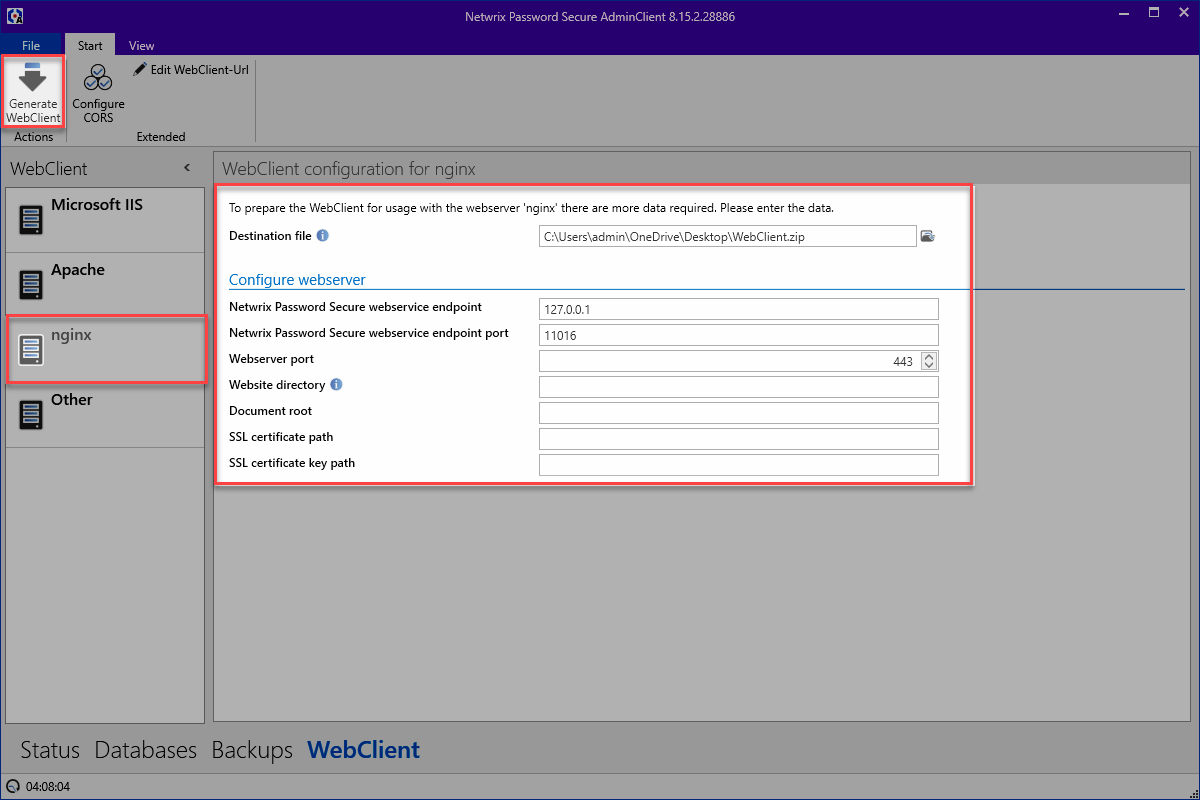 Netwrix Password Secure AdminClient 8.15.2.28886
File Start View
Generate WebClient
Configure CORS
Edit WebClient-Url
Actions Extended
WebClient
Microsoft IIS
Apache
nginx
Other
WebClient configuration for nginx
To prepare the WebClient for usage with the webserver 'nginx' there are more data required. Please enter the data.
Destination file C:\Users\admin\OneDrive\Desktop\WebClient.zip
Configure webserver
Netwrix Password Secure webservice endpoint 127.0.0.1
Netwrix Password Secure webservice endpoint port 11016
Webserver port 443
Website directory
Document root
SSL certificate path
SSL certificate key path
Status Databases Backups WebClient
04:08:04